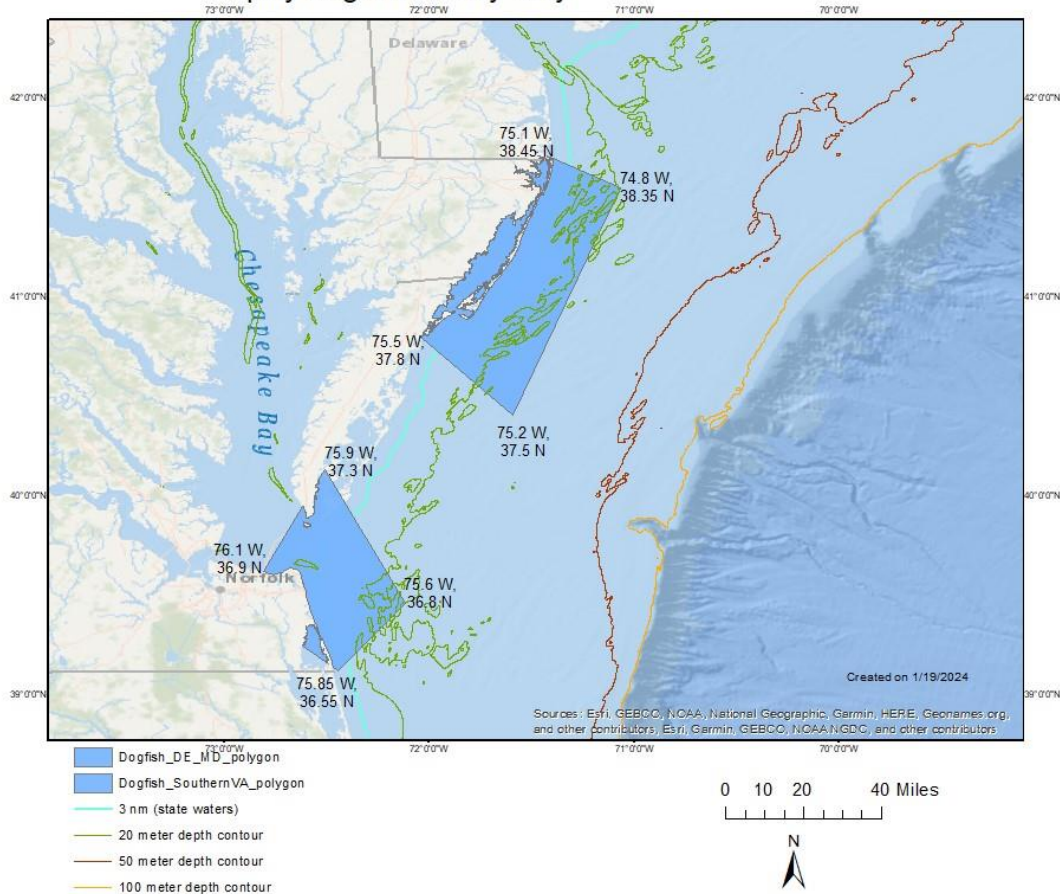 73°0'0"W 72°0'0"W 71°0'0"W 70°0'0"W
Delaware
42°0'0"N 42°0'0"N
75.1 W,
38.45 N
74.8 W,
38.35 N
Chesapeake Bay
41°0'0"N 41°0'0"N
75.5 W,
37.8 N
75.2 W,
37.5 N
75.9 W,
37.3 N
40°0'0"N 40°0'0"N
76.1 W,
36.9 N
Norfolk
75.6 W,
36.8 N
75.85 W,
36.55 N
Created on 1/19/2024
39°0'0"N 39°0'0"N
Sources: Esri, GEBCO, NOAA, National Geographic, Garmin, HERE, Geonames.org,
and other contributors, Esri, Garmin, GEBCO, NOAA NGDC, and other contributors
73°0'0"W 72°0'0"W 71°0'0"W 70°0'0"W
Dogfish_DE_MD_polygon
Dogfish_SouthernVA_polygon
3 nm (state waters)
20 meter depth contour
50 meter depth contour
100 meter depth contour
0 10 20 40 Miles
N